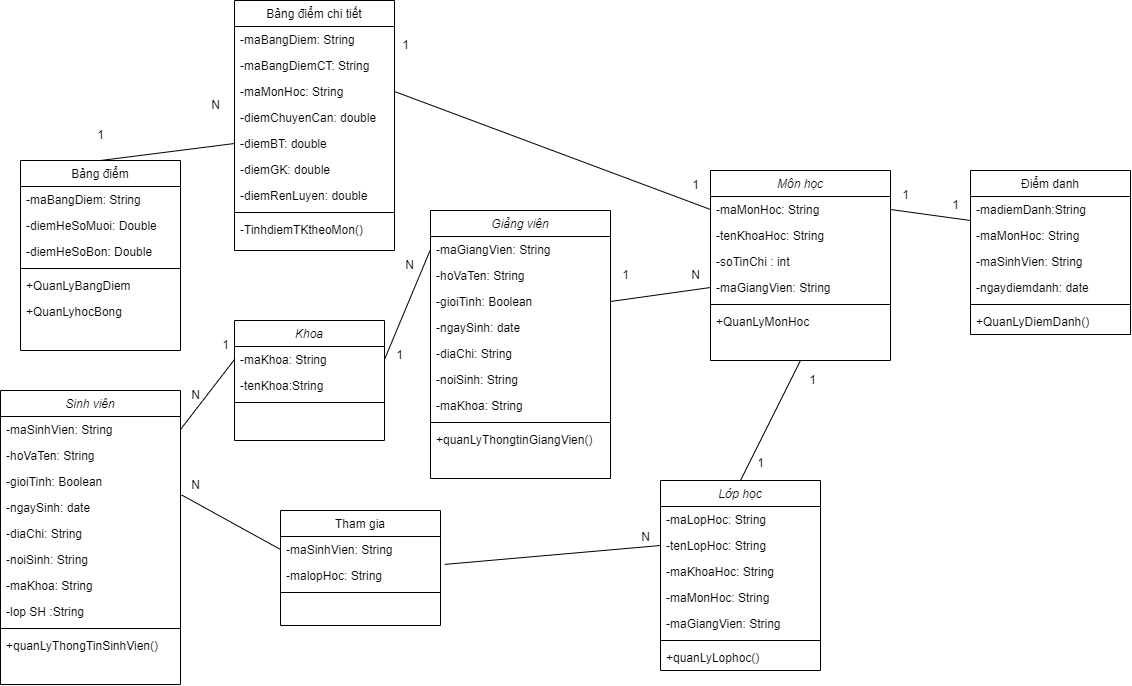 Bảng điểm chi tiết
-maBangDiem: String
-maBangDiemCT: String
-maMonHoc: String
-diemChuyenCan: double
-diemBT: double
-diemGK: double
-diemRenLuyen: double
-TinhdiemTKtheoMon()
1
N
1
Bảng điểm
-maBangDiem: String
-diemHeSoMuoi: Double
-diemHeSoBon: Double
+QuanLyBangDiem
+QuanLyhocBong
1
Môn học
-maMonHoc: String
-tenKhoaHoc: String
-soTinChi : int
-maGiangVien: String
+QuanLyMonHoc
1
1
Điểm danh
-madiemDanh:String
-maMonHoc: String
-maSinhVien: String
-ngaydiemdanh: date
+QuanLyDiemDanh()
Giảng viên
-maGiangVien: String
-hoVaTen: String
-gioiTinh: Boolean
-ngaySinh: date
-diaChi: String
-noiSinh: String
-maKhoa: String
+quanLyThongtinGiangVien()
N
1
1
N
Khoa
-maKhoa: String
-tenKhoa:String
1
N
Sinh viên
-maSinhVien: String
-hoVaTen: String
-gioiTinh: Boolean
-ngaySinh: date
-diaChi: String
-noiSinh: String
-maKhoa: String
-lop SH :String
+quanLyThongTinSinhVien()
N
Tham gia
-maSinhVien: String
-malopHoc: String
N
1
1
Lớp học
-maLopHoc: String
-tenLopHoc: String
-maKhoaHoc: String
-maMonHoc: String
-maGiangVien: String
+quanLyLophoc()